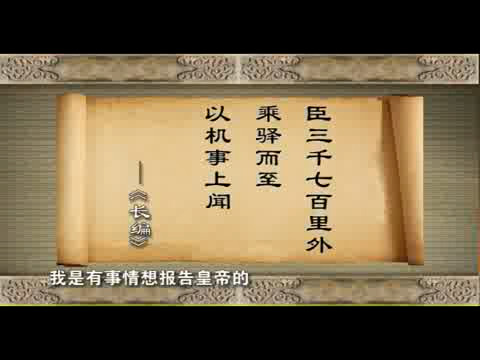 臣三千七百里外
乘驿而至
以机事上闻
—《长编》
我是有事情想报告皇帝的